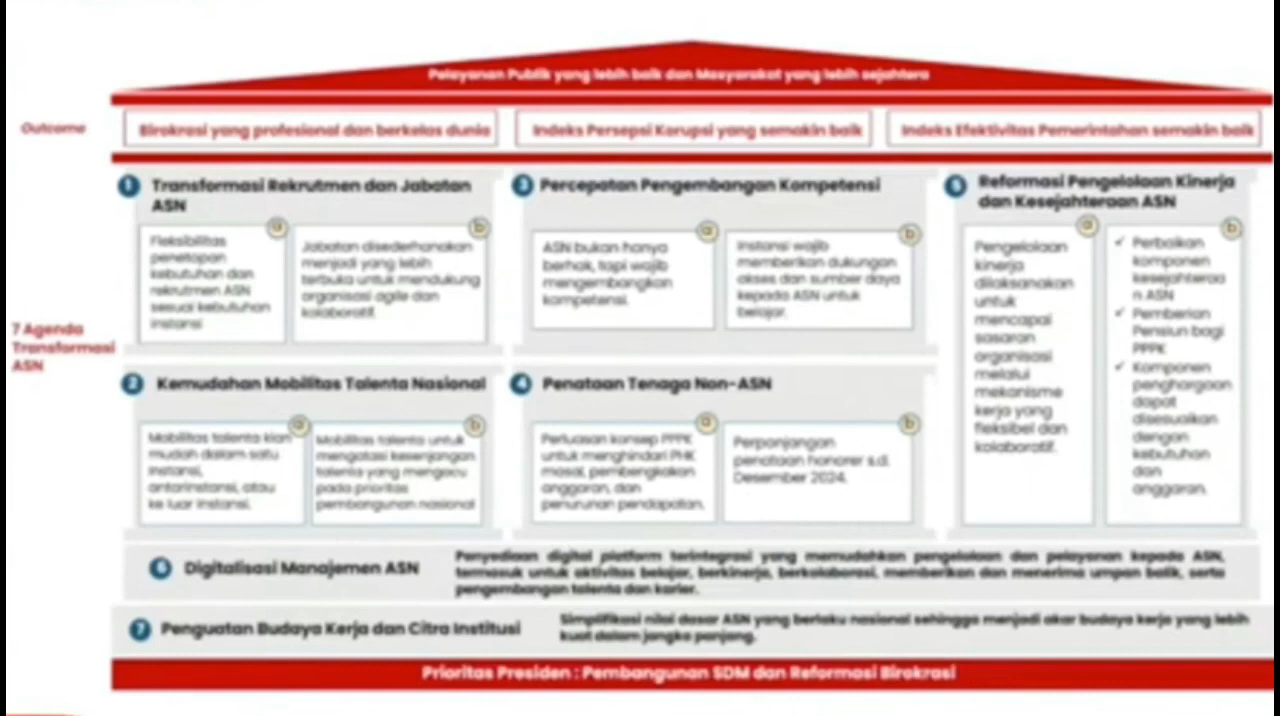 Pelayanan Publik yang lebih baik dan Masyarakat yang lebih sejahtera
Outcome
Birokrasi yang profesional dan berkelas dunia
Indeks Persepsi Korupsi yang semakin baik
Indeks Efektivitas Pemerintahan semakin baik
7 Agenda
Transformasi
ASN
1
Transformasi Rekrutmen dan Jabatan
ASN
a
Fleksibilitas
penetapan
kebutuhan dan
rekrutmen ASN
sesuai kebutuhan
instansi
b
Jabatan disederhanakan
menjadi yang lebih
terbuka untuk mendukung
organisasi agile dan
kolaboratif.
2
Kemudahan Mobilitas Talenta Nasional
a
Mobilitas talenta kian
mudah dalam satu
instansi,
antarinstansi, atau
ke luar instansi.
b
Mobilitas talenta untuk
mengatasi kesenjangan
talenta yang mengacu
pada prioritas
pembangunan nasional
3
Percepatan Pengembangan Kompetensi
a
ASN bukan hanya
berhak, tapi wajib
mengembangkan
kompetensi.
b
Instansi wajib
memberikan dukungan
akses dan sumber daya
kepada ASN untuk
belajar.
4
Penataan Tenaga Non-ASN
a
Perluasan konsep PPPK
untuk menghindari PHK
masal, pembengkakan
anggaran, dan
penurunan pendapatan.
b
Perpanjangan
penataan honorer s.d.
Desember 2024.
5
Reformasi Pengelolaan Kinerja
dan Kesejahteraan ASN
a
Pengelolaan
kinerja
dilaksanakan
untuk
mencapai
sasaran
organisasi
melalui
mekanisme
kerja yang
fleksibel dan
kolaboratif.
b
✓ Perbaikan
komponen
kesejahteraa
n ASN
✓ Pemberian
Pensiun bagi
PPPK
✓ Komponen
penghargaan
dapat
disesuaikan
dengan
kebutuhan
dan
anggaran.
6
Digitalisasi Manajemen ASN
Penyediaan digital platform terintegrasi yang memudahkan pengelolaan dan pelayanan kepada ASN,
termasuk untuk aktivitas belajar, berkinerja, berkolaborasi, memberikan dan menerima umpan balik, serta
pengembangan talenta dan karier.
7
Penguatan Budaya Kerja dan Citra Institusi
Simplifikasi nilai dasar ASN yang berlaku nasional sehingga menjadi akar budaya kerja yang lebih
kuat dalam jangka panjang.
Prioritas Presiden : Pembangunan SDM dan Reformasi Birokrasi